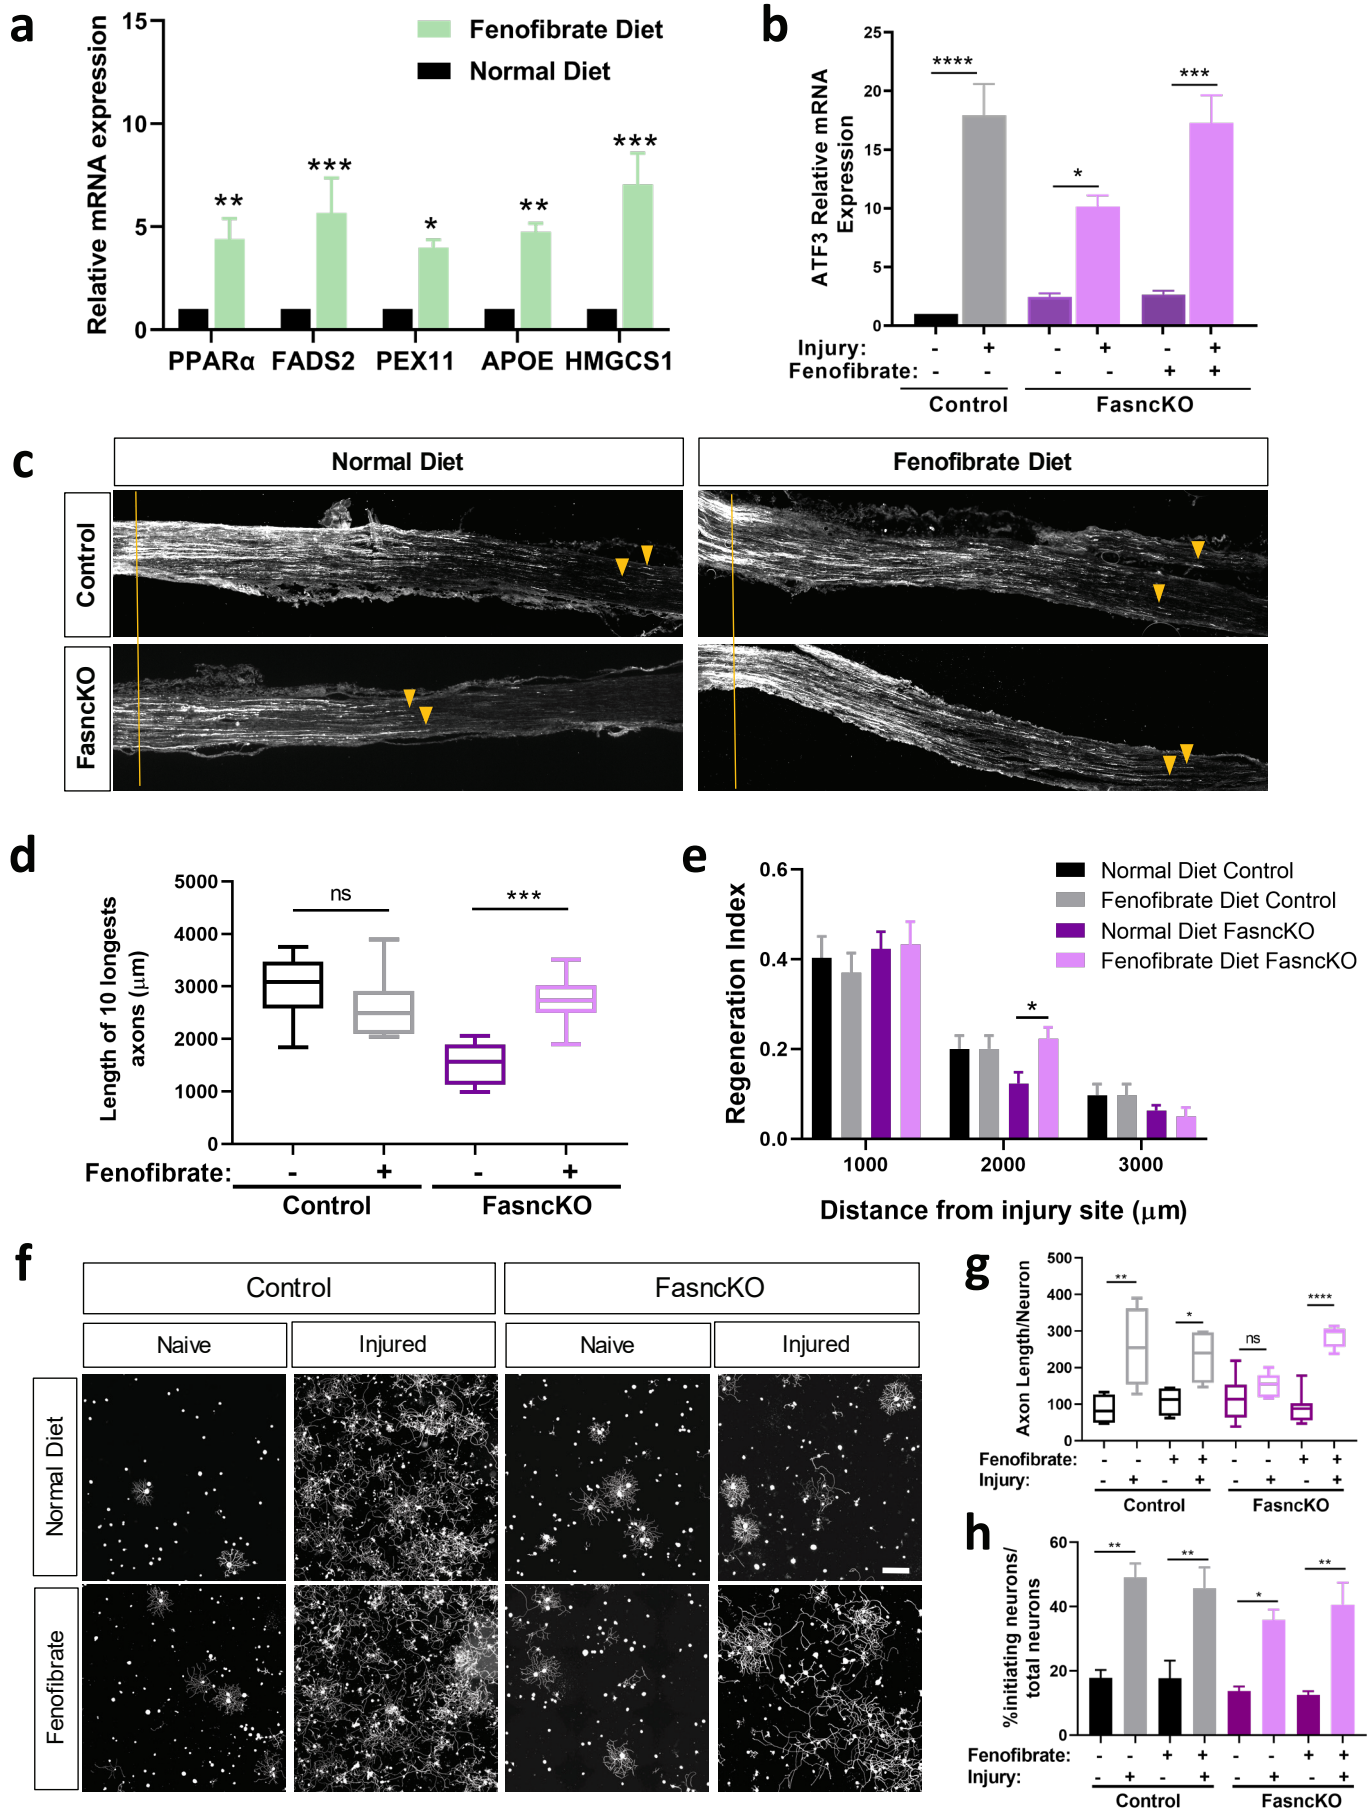 a
15
10
5
0
Relative mRNA expression
Fenofibrate Diet
Normal Diet
**
***
*
**
***
PPARα FADS2 PEX11 APOE HMGCS1
b
25
20
15
10
5
0
ATF3 Relative mRNA
Expression
****
*
***
Injury: - + - + - +
Fenofibrate: - - - - + +
Control FasncKO
c
Normal Diet Fenofibrate Diet
Control
FasncKO
d
5000
4000
3000
2000
1000
0
Length of 10 longests
axons (μm)
ns
***
Fenofibrate: - + - +
Control FasncKO
e
0.6
0.4
0.2
0.0
Regeneration Index
Normal Diet Control
Fenofibrate Diet Control
Normal Diet FasncKO
Fenofibrate Diet FasncKO
*
1000 2000 3000
Distance from injury site (μm)
f
Control FasncKO
Naive Injured Naive Injured
Normal Diet
Fenofibrate
g
500
400
300
200
100
0
Axon Length/Neuron
**
*
ns
****
Fenofibrate: - - + + - - + +
Injury: - + - + - + - +
Control FasncKO
h
60
40
20
0
%initiating neurons/
total neurons
**
**
*
**
Fenofibrate: - - + + - - + +
Injury: - + - + - + - +
Control FasncKO